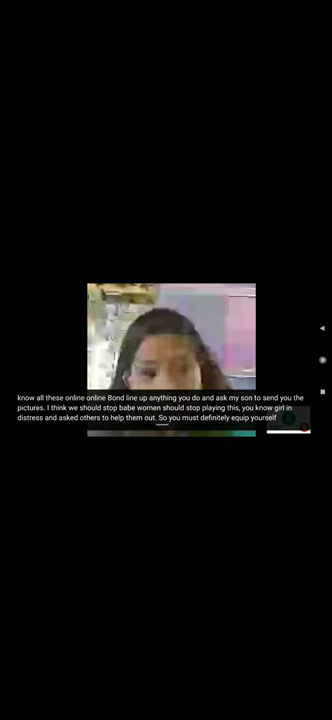 know all these online online Bond line up anything you do and ask my son to send you the
pictures. I think we should stop babe women should stop playing this, you know girl in
distress and asked others to help them out. So you must definitely equip yourself